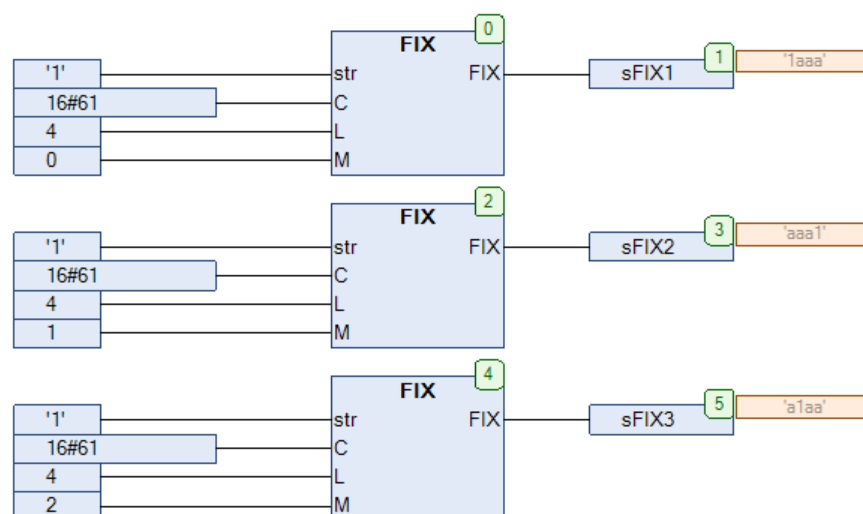 FIX 0
'1' str FIX sFIX1 1 '1aaa'
16#61 C
4 L
0 M
FIX 2
'1' str FIX sFIX2 3 'aaa1'
16#61 C
4 L
1 M
FIX 4
'1' str FIX sFIX3 5 'a1aa'
16#61 C
4 L
2 M